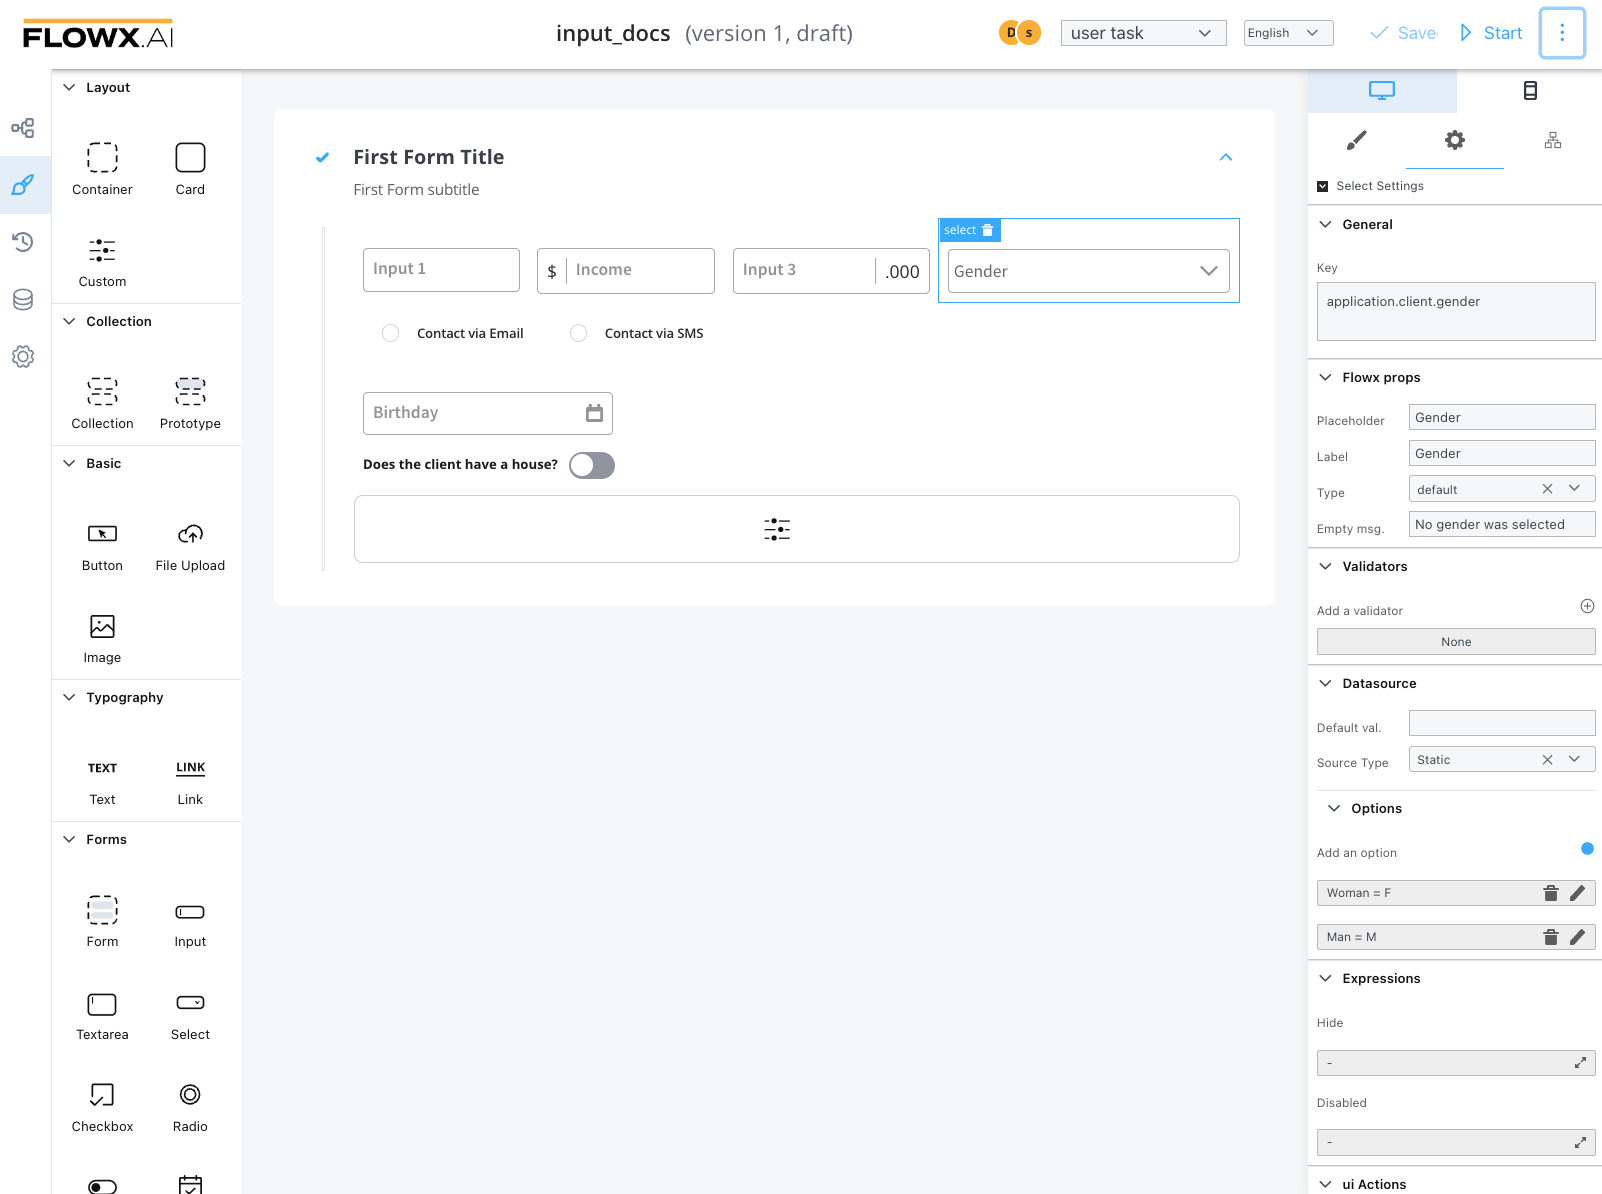 FLOWX.AI
input_docs (version 1, draft)
D s
user task
English
Save
Start
Layout
Container Card
Custom
Collection
Collection Prototype
Basic
Button File Upload
Image
Typography
TEXT LINK
Text Link
Forms
Form Input
Textarea Select
Checkbox Radio
First Form Title
First Form subtitle
select
Input 1
$ Income
Input 3 .000
Gender
Contact via Email Contact via SMS
Birthday
Does the client have a house?
Select Settings
General
Key
application.client.gender
Flowx props
Placeholder Gender
Label Gender
Type default
Empty msg. No gender was selected
Validators
Add a validator
None
Datasource
Default val.
Source Type Static
Options
Add an option
Woman = F
Man = M
Expressions
Hide
-
Disabled
-
ui Actions